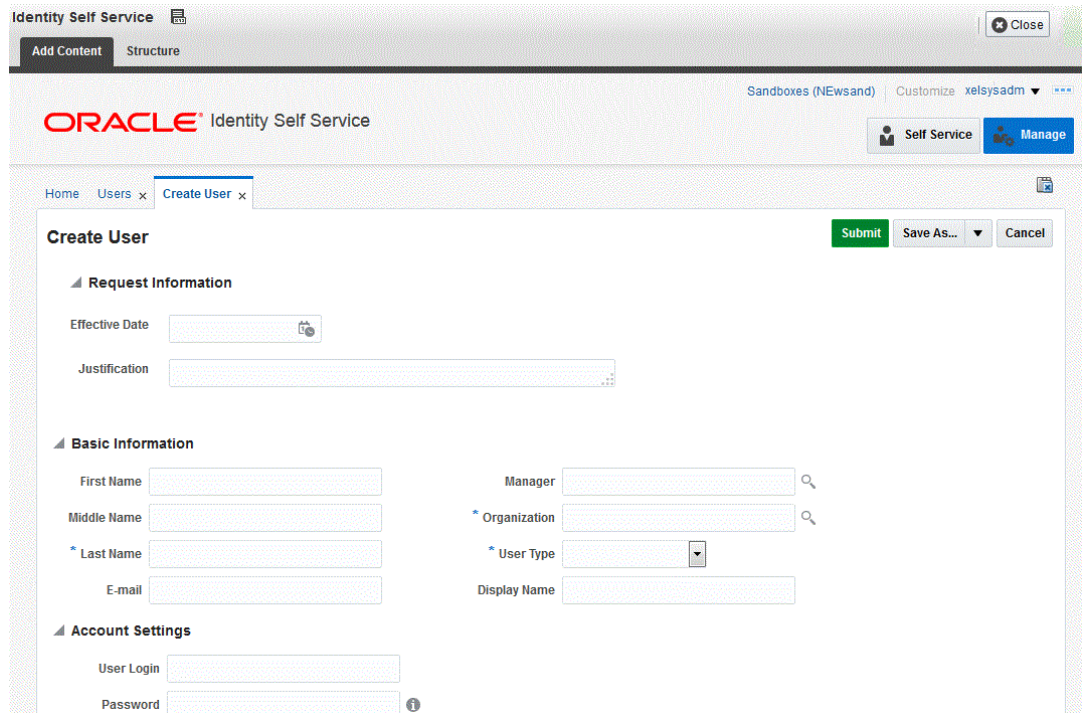 Identity Self Service
Close
Add Content Structure
Sandboxes (NEwsand) Customize xelsysadm
ORACLE® Identity Self Service
Self Service Manage
Home Users x Create User x
Create User
Submit Save As... Cancel
Request Information
Effective Date
Justification
Basic Information
First Name Manager
Middle Name * Organization
* Last Name * User Type
E-mail Display Name
Account Settings
User Login
Password